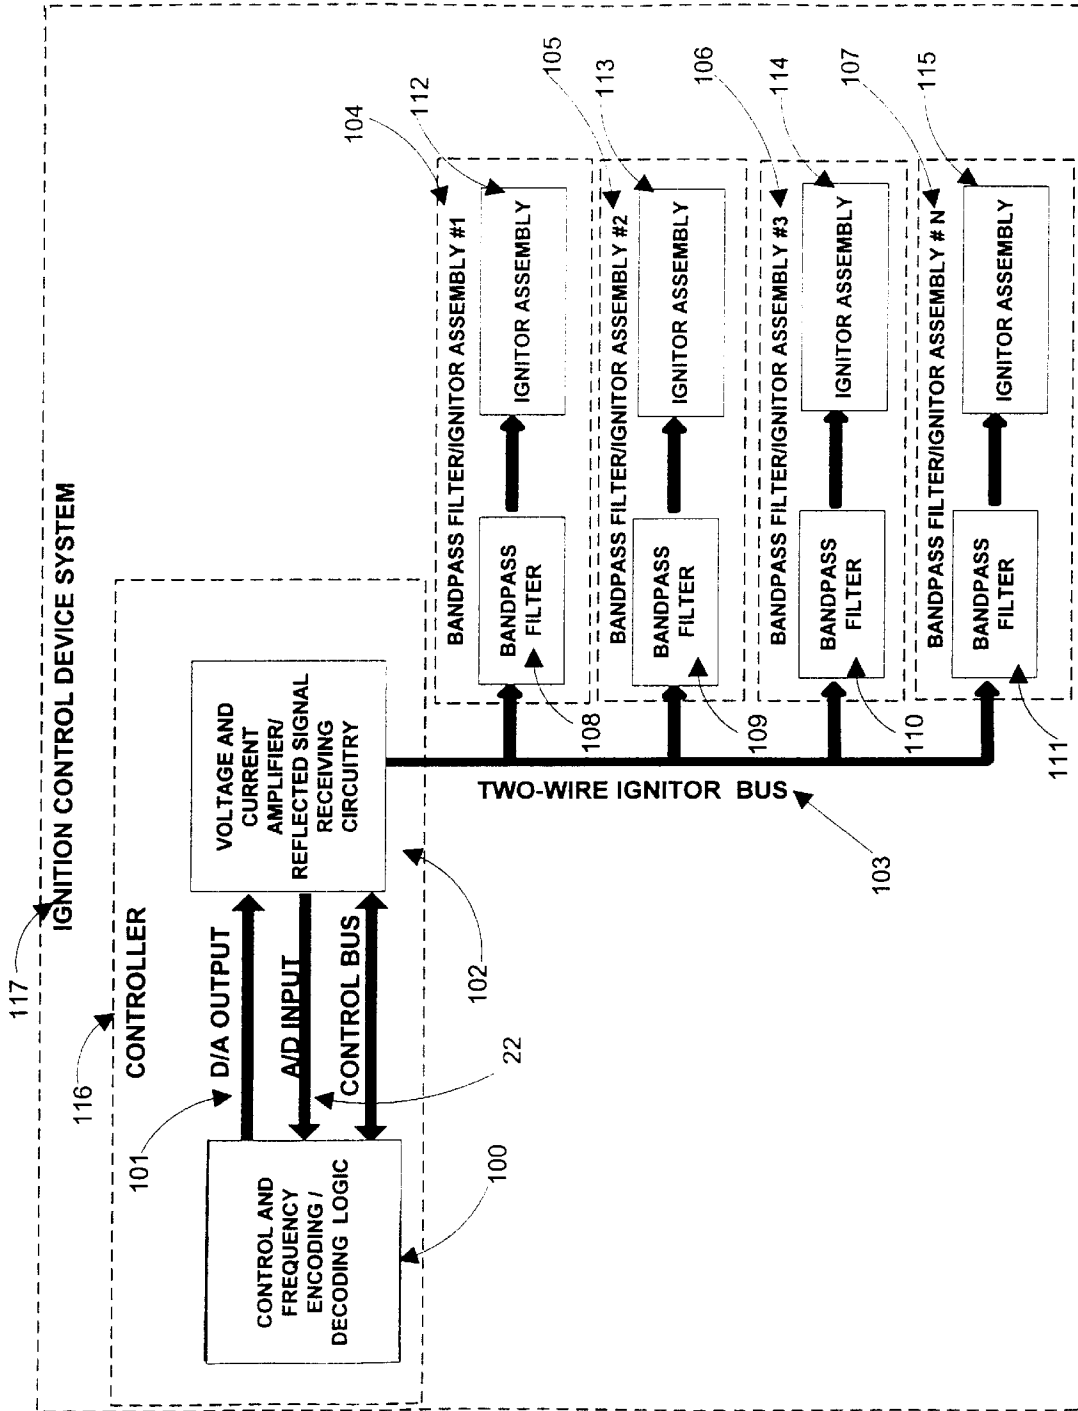 117
IGNITION CONTROL DEVICE SYSTEM
116
CONTROLLER
101
D/A OUTPUT
A/D INPUT
CONTROL BUS
22
CONTROL AND
FREQUENCY
ENCODING /
DECODING LOGIC
100
VOLTAGE AND
CURRENT
AMPLIFIER/
REFLECTED SIGNAL
RECEIVING
CIRCUITRY
102
TWO-WIRE IGNITOR BUS
103
104
112
BANDPASS FILTER/IGNITOR ASSEMBLY #1
BANDPASS
FILTER
IGNITOR ASSEMBLY
108
105
113
BANDPASS FILTER/IGNITOR ASSEMBLY #2
BANDPASS
FILTER
IGNITOR ASSEMBLY
109
106
114
BANDPASS FILTER/IGNITOR ASSEMBLY #3
BANDPASS
FILTER
IGNITOR ASSEMBLY
110
107
115
BANDPASS FILTER/IGNITOR ASSEMBLY # N
BANDPASS
FILTER
IGNITOR ASSEMBLY
111